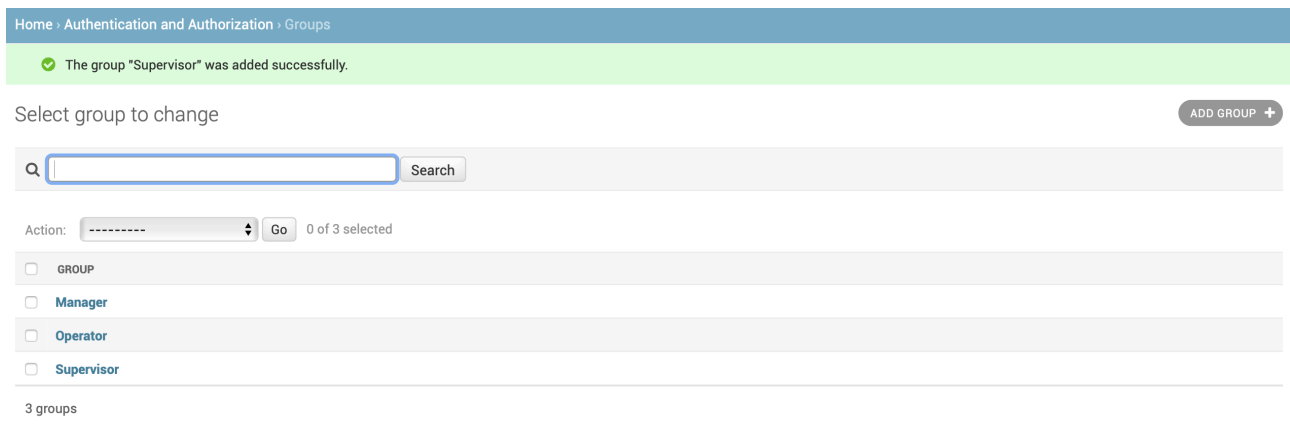 Home › Authentication and Authorization › Groups
The group "Supervisor" was added successfully.
Select group to change
ADD GROUP +
Search
Action: --------- Go 0 of 3 selected
GROUP
Manager
Operator
Supervisor
3 groups